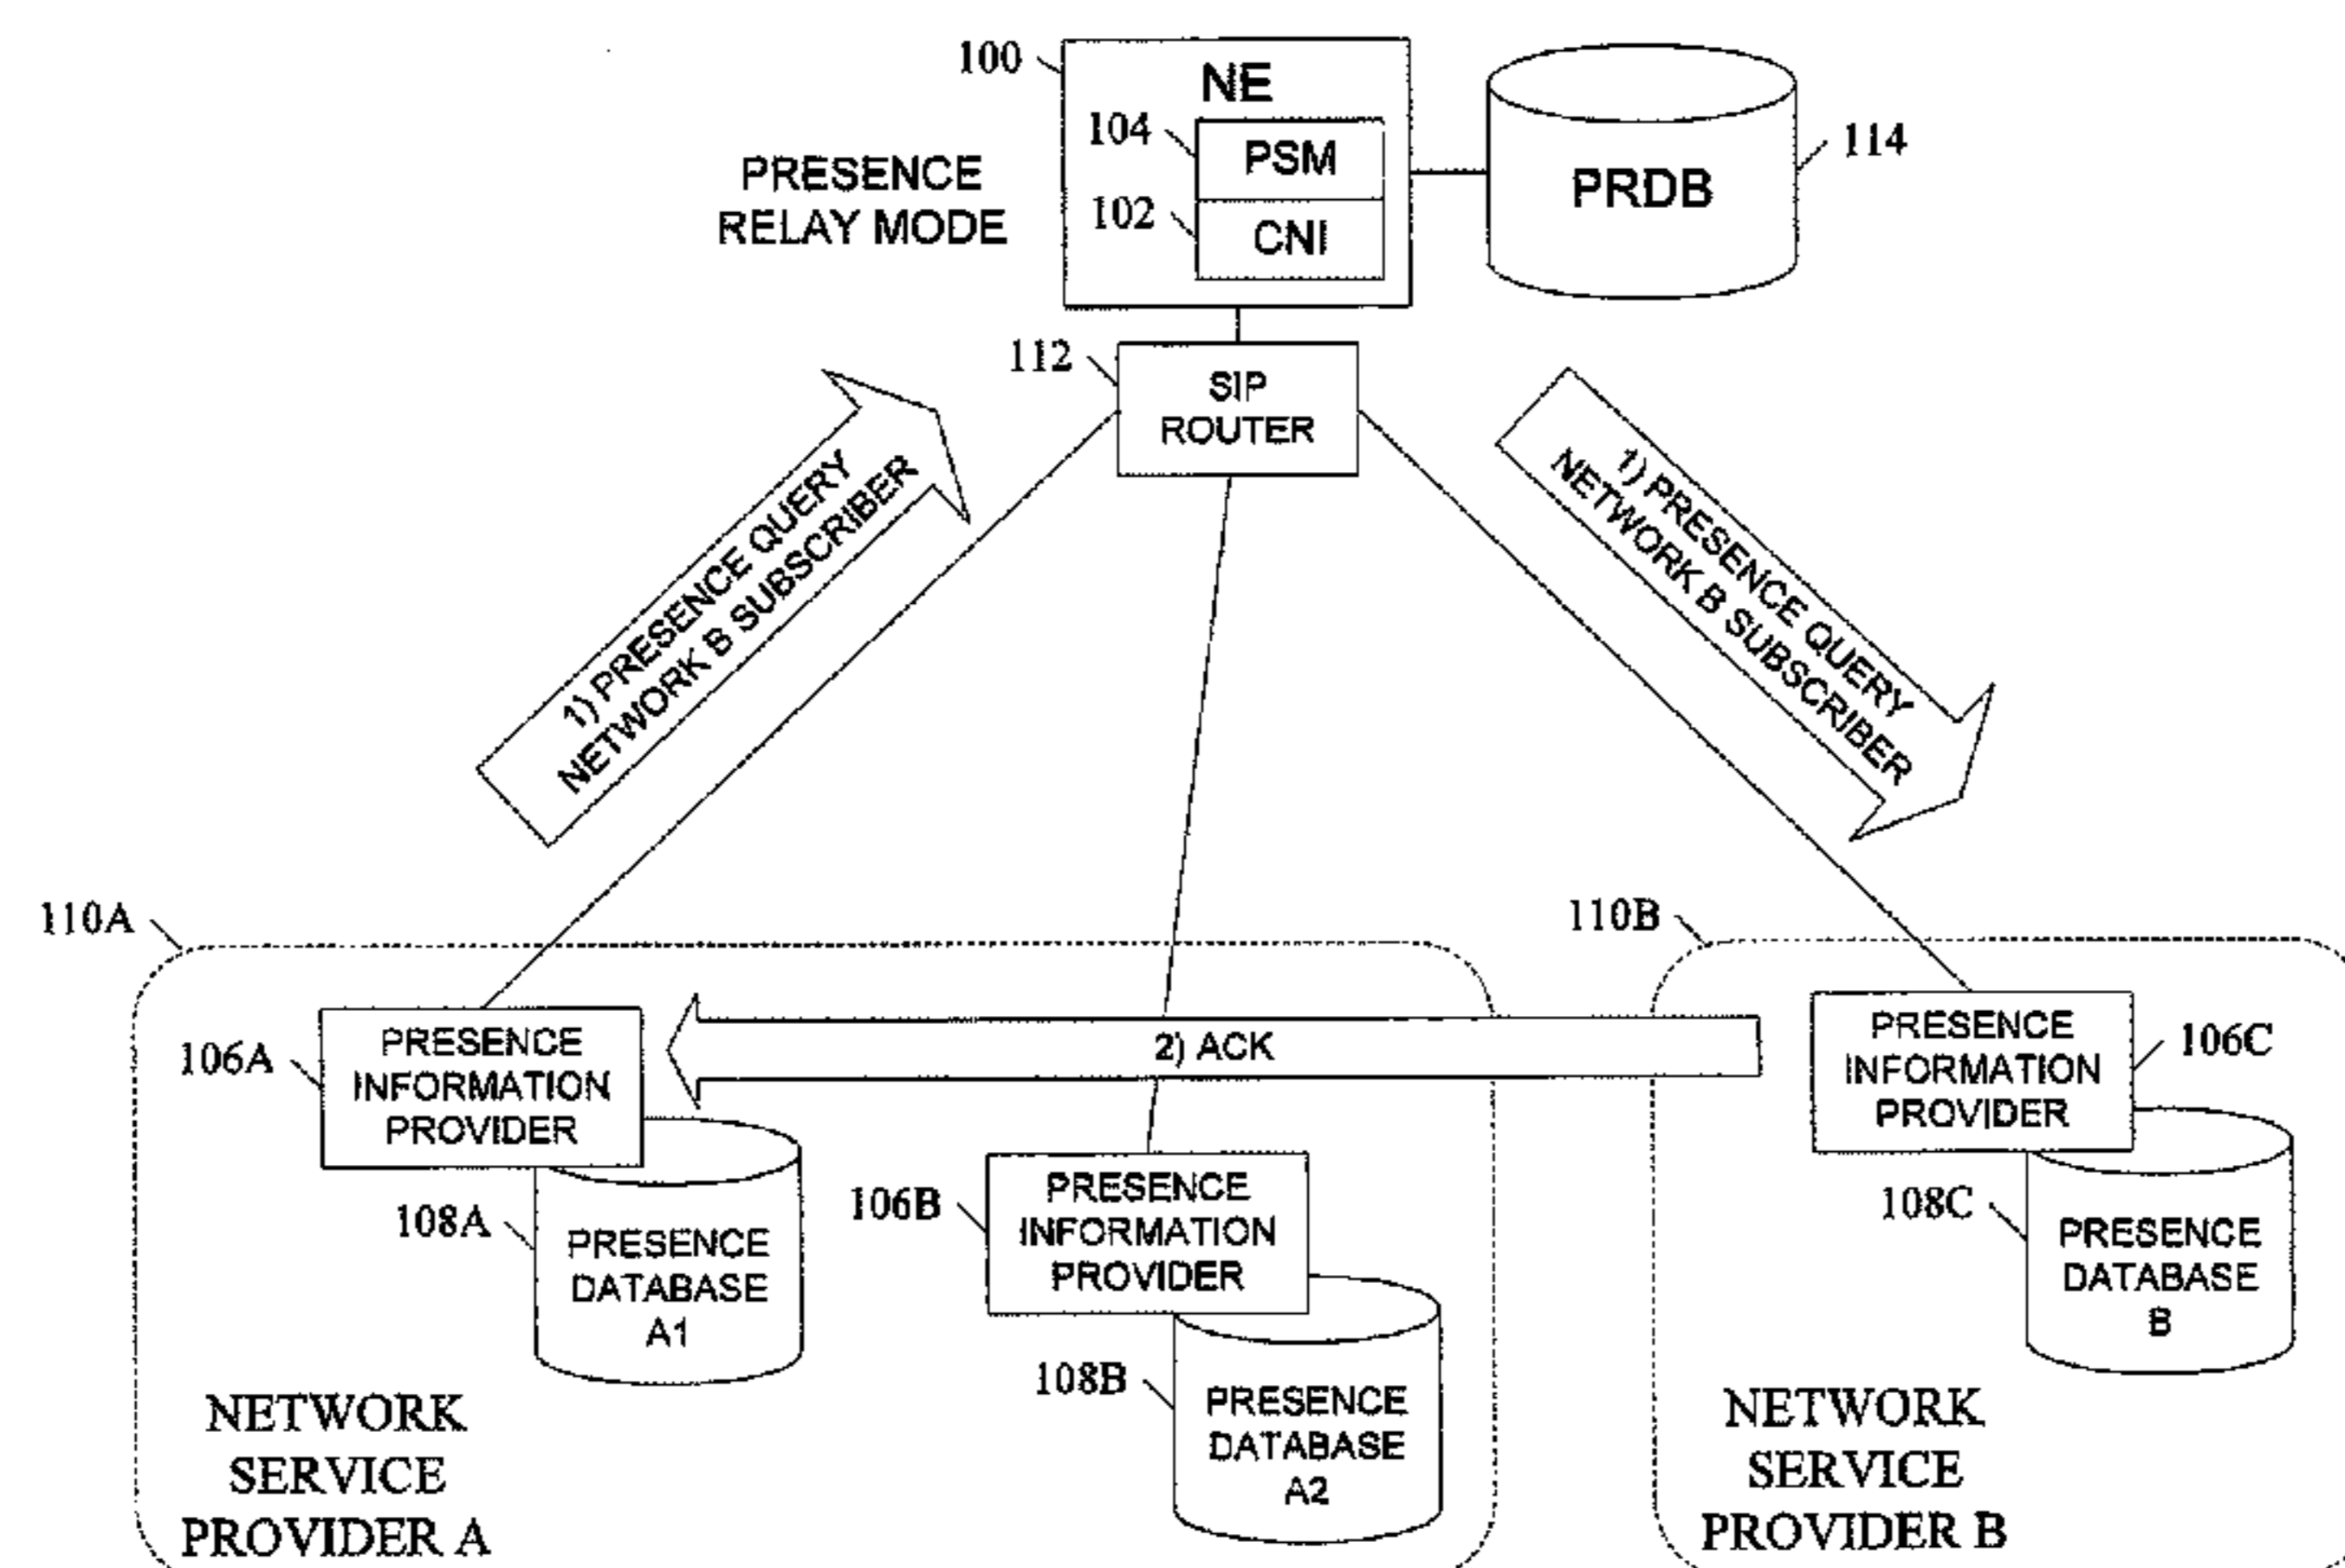 100
NE
104
PSM
102
CNI
PRDB
114
PRESENCE
RELAY MODE
112
SIP
ROUTER
1) PRESENCE QUERY
NETWORK B SUBSCRIBER
1) PRESENCE QUERY
NETWORK B SUBSCRIBER
110A
110B
106A
PRESENCE
INFORMATION
PROVIDER
2) ACK
PRESENCE
INFORMATION
PROVIDER
106C
108A
PRESENCE
DATABASE
A1
106B
PRESENCE
INFORMATION
PROVIDER
108C
PRESENCE
DATABASE
B
108B
PRESENCE
DATABASE
A2
NETWORK
SERVICE
PROVIDER A
NETWORK
SERVICE
PROVIDER B